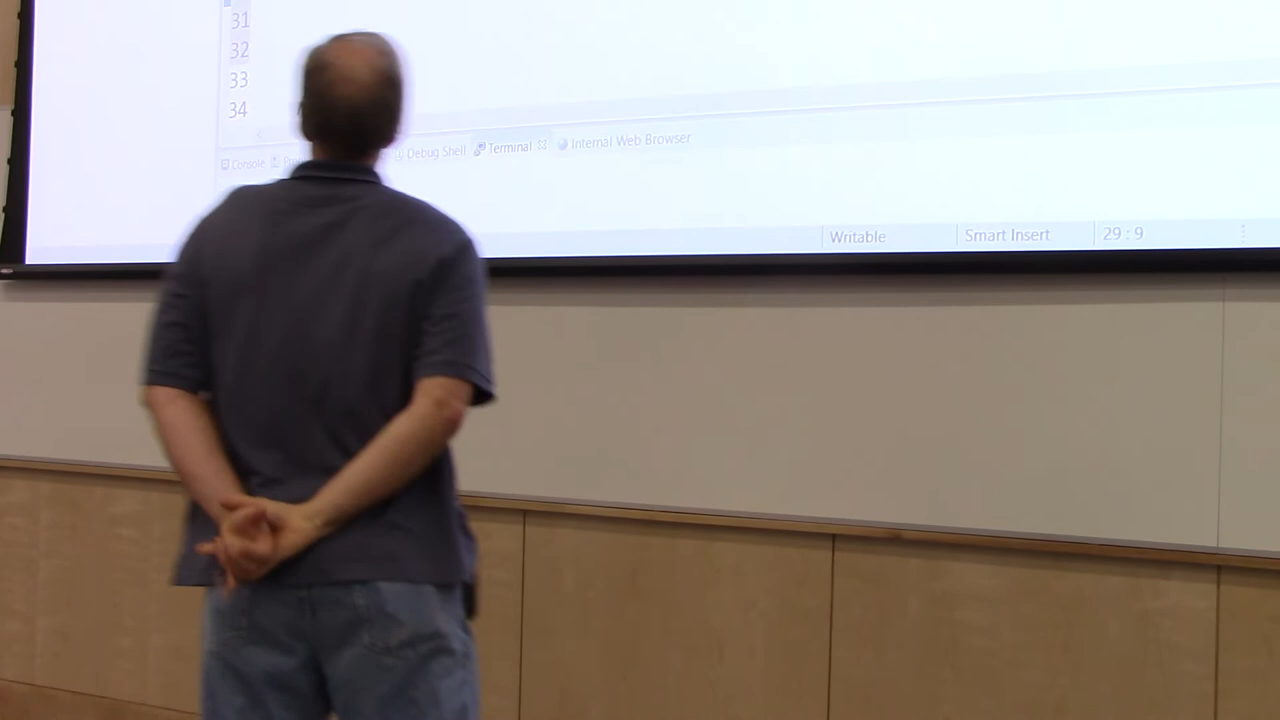 31
32
33
34
Console Debug Shell Terminal Internal Web Browser
Writable Smart Insert 29 : 9